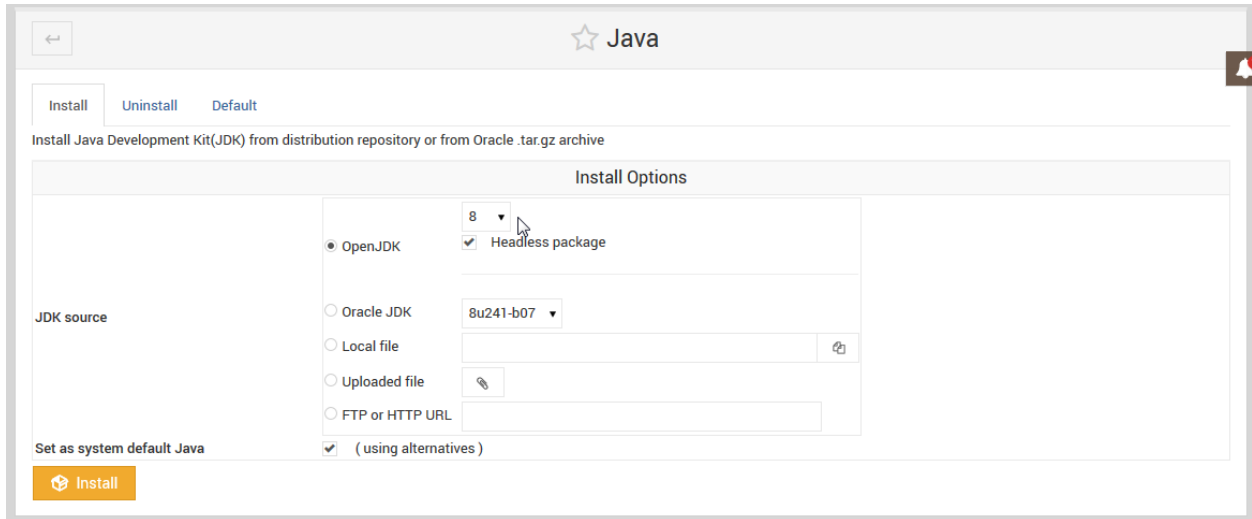 Java
Install Uninstall Default
Install Java Development Kit(JDK) from distribution repository or from Oracle .tar.gz archive
Install Options
JDK source
8
OpenJDK
Headless package
Oracle JDK 8u241-b07
Local file
Uploaded file
FTP or HTTP URL
Set as system default Java ( using alternatives )
Install